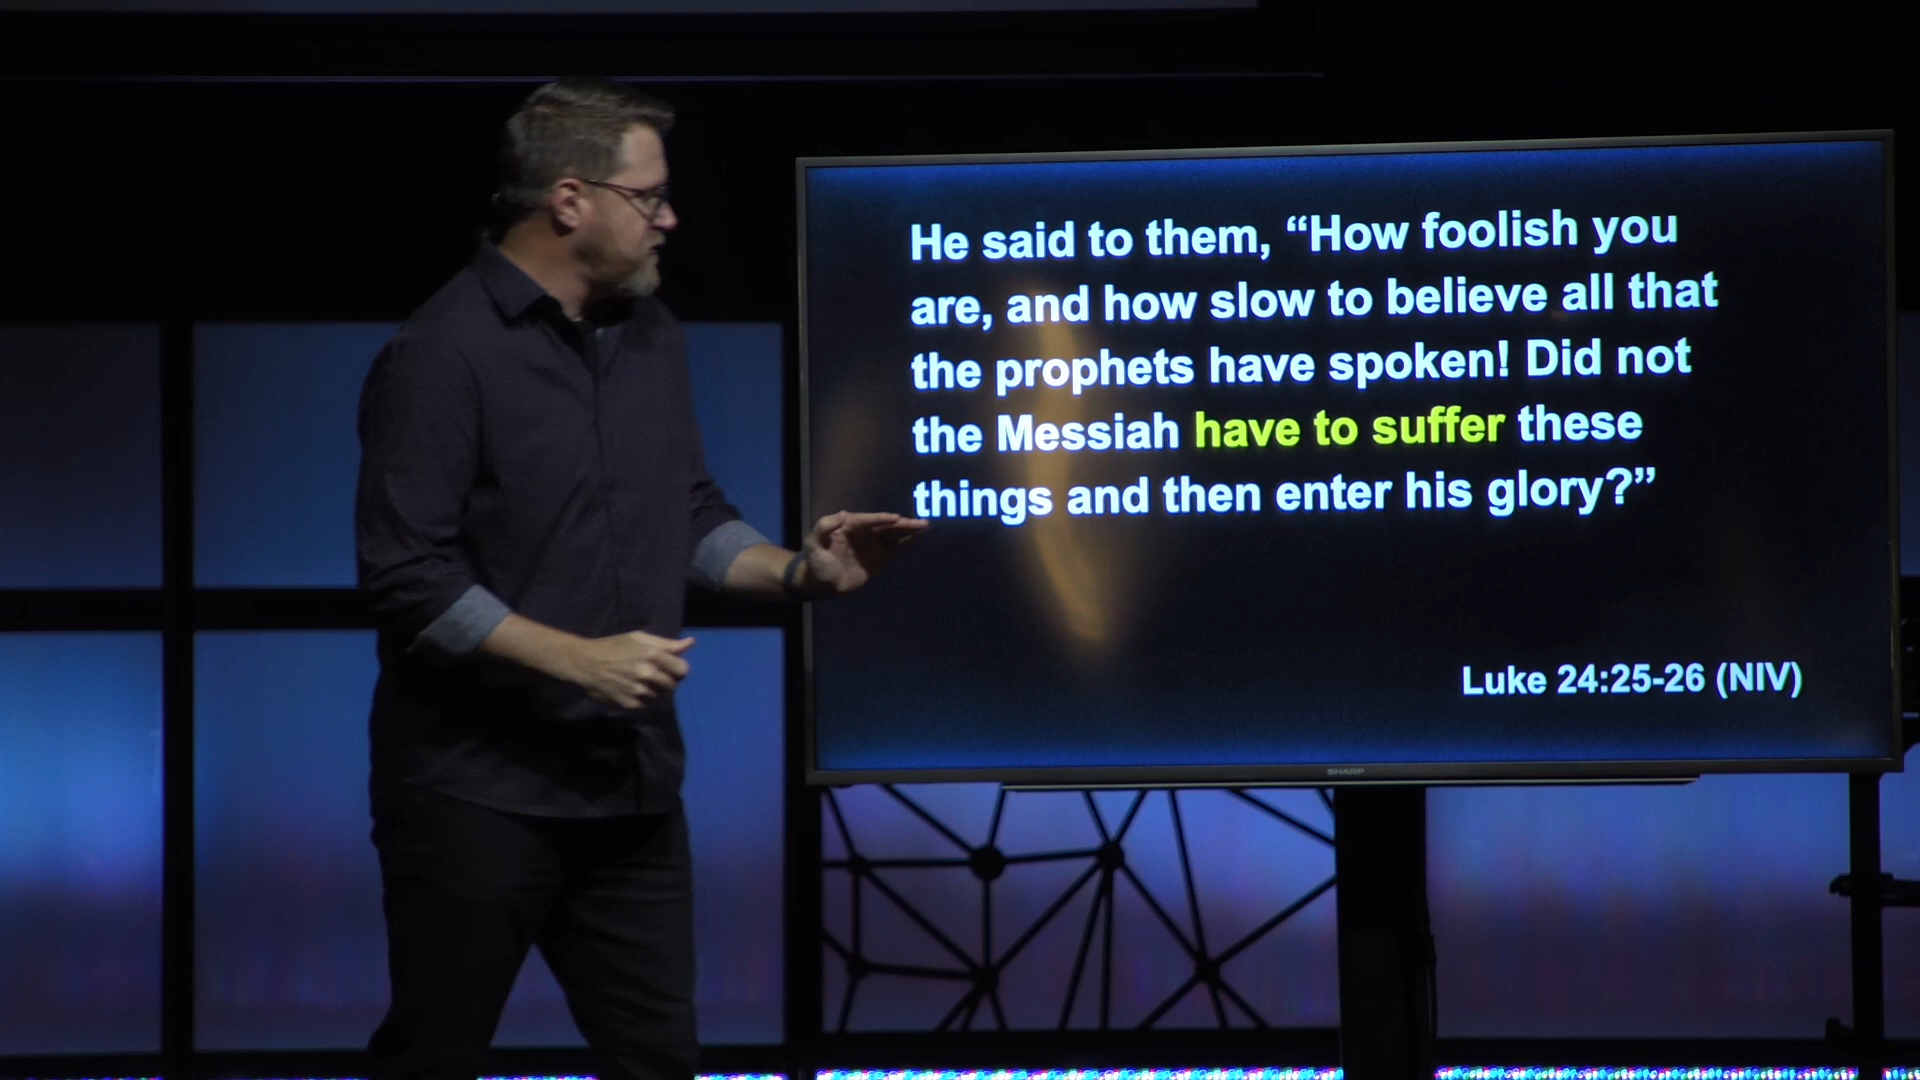 He said to them, “How foolish you
are, and how slow to believe all that
the prophets have spoken! Did not
the Messiah have to suffer these
things and then enter his glory?”
Luke 24:25-26 (NIV)
SHARP